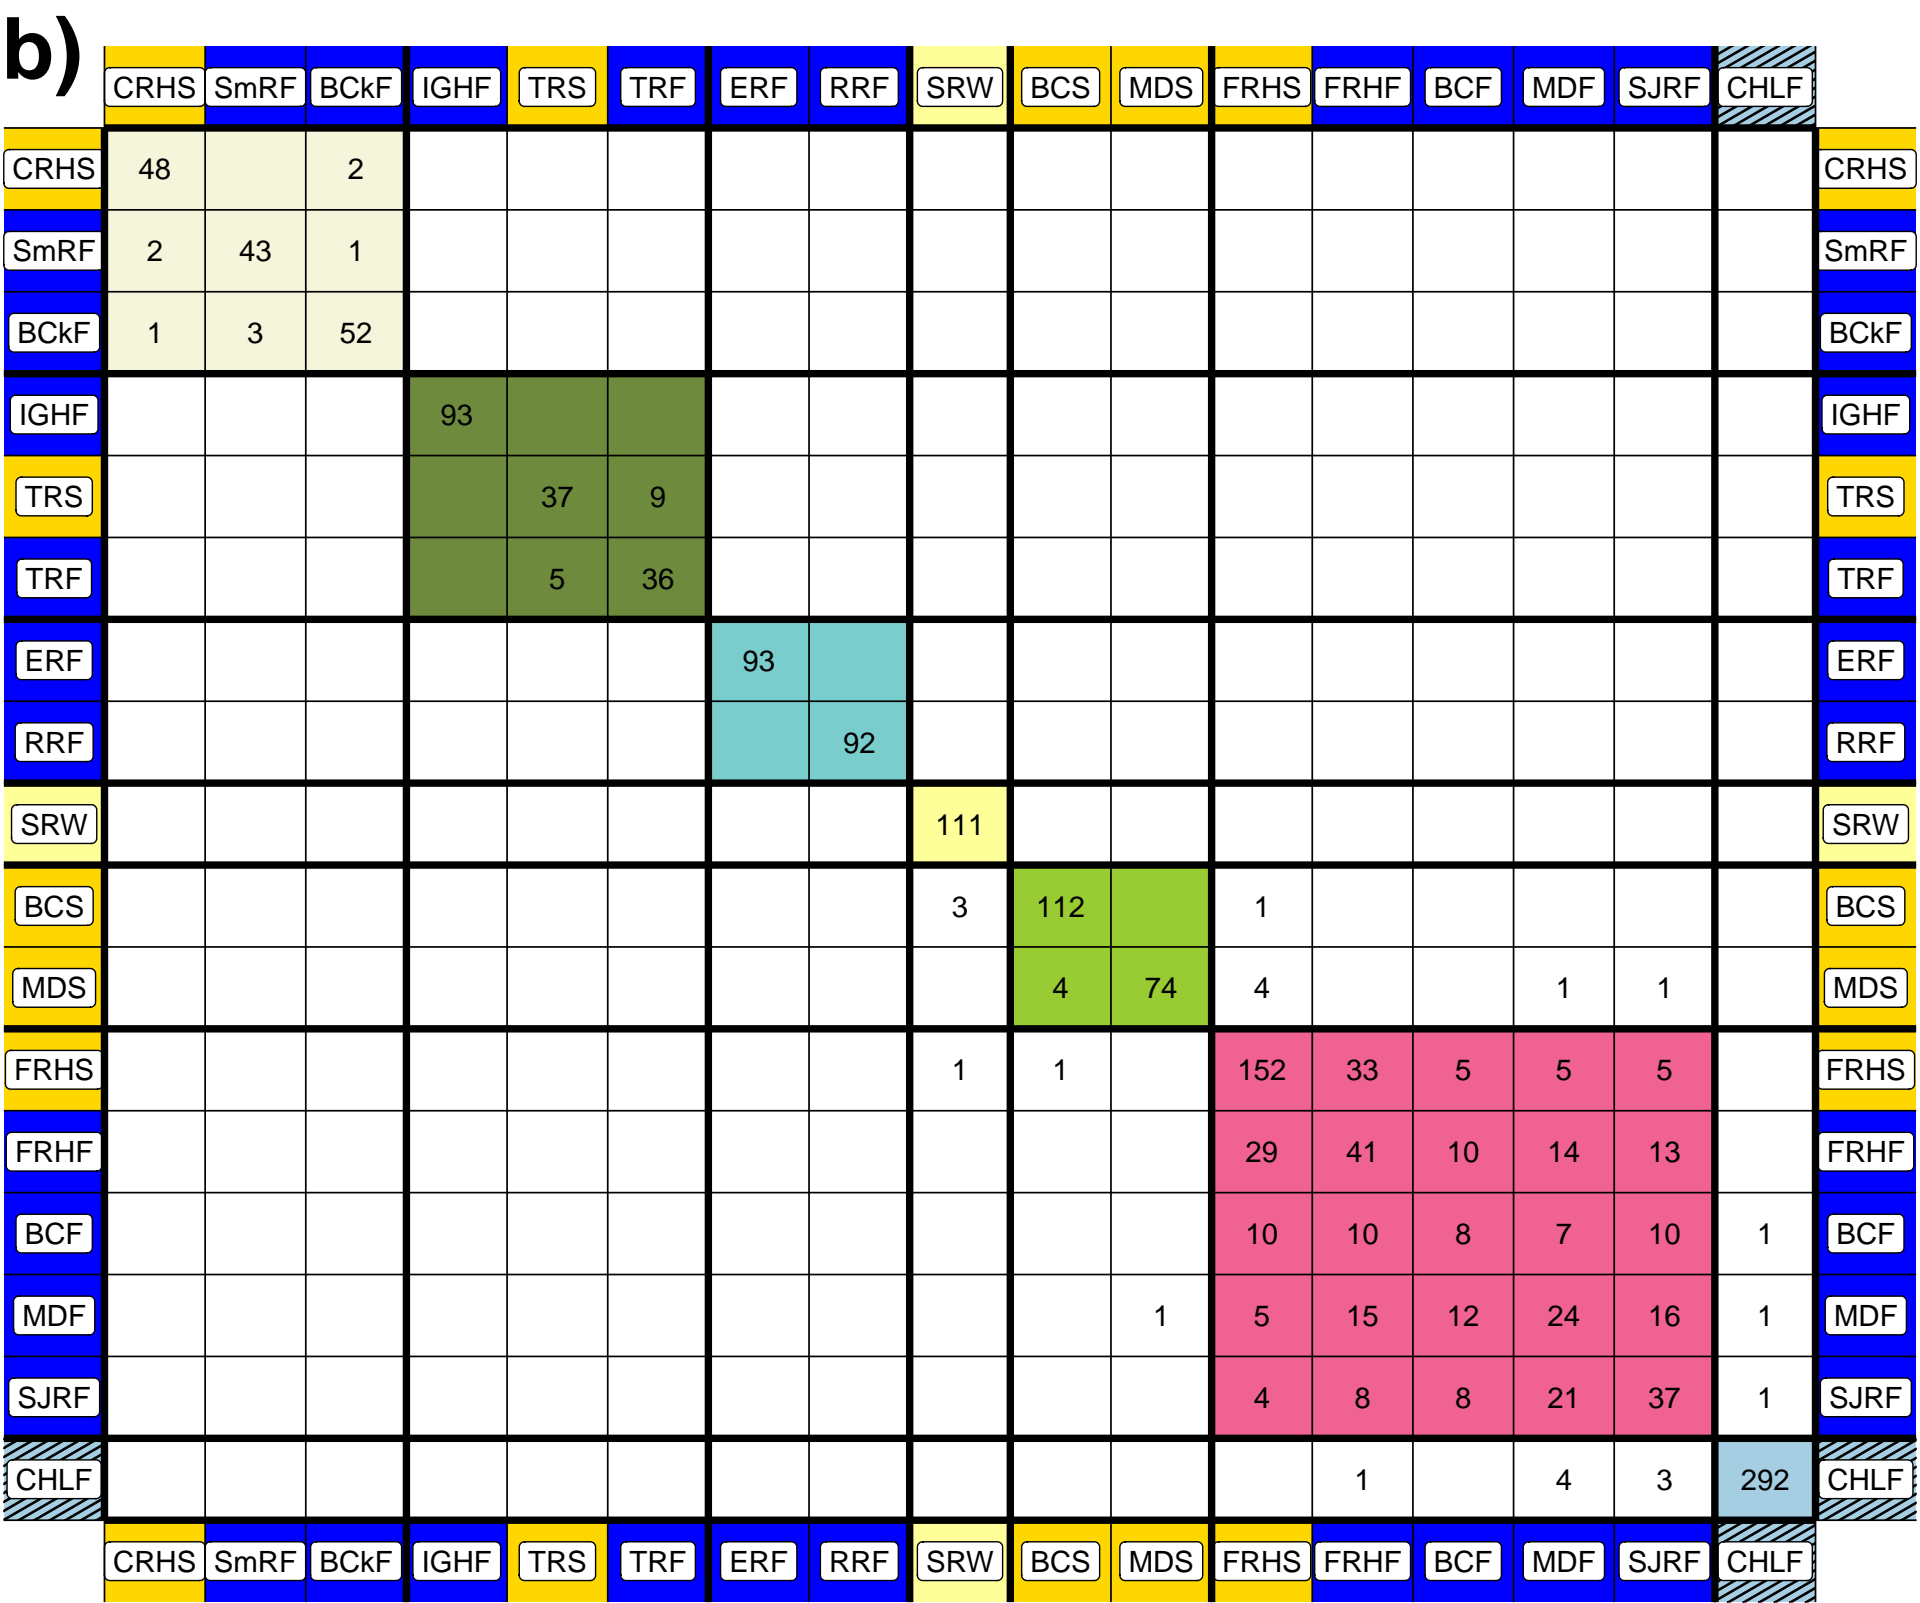 b)
CRHS SmRF BCkF IGHF TRS TRF ERF RRF SRW BCS MDS FRHS FRHF BCF MDF SJRF CHLF
CRHS 48 2 CRHS
SmRF 2 43 1 SmRF
BCkF 1 3 52 BCkF
IGHF 93 IGHF
TRS 37 9 TRS
TRF 5 36 TRF
ERF 93 ERF
RRF 92 RRF
SRW 111 SRW
BCS 3 112 1 BCS
MDS 4 74 4 1 1 MDS
FRHS 1 1 152 33 5 5 5 FRHS
FRHF 29 41 10 14 13 FRHF
BCF 10 10 8 7 10 1 BCF
MDF 1 5 15 12 24 16 1 MDF
SJRF 4 8 8 21 37 1 SJRF
CHLF 1 4 3 292 CHLF
CRHS SmRF BCkF IGHF TRS TRF ERF RRF SRW BCS MDS FRHS FRHF BCF MDF SJRF CHLF